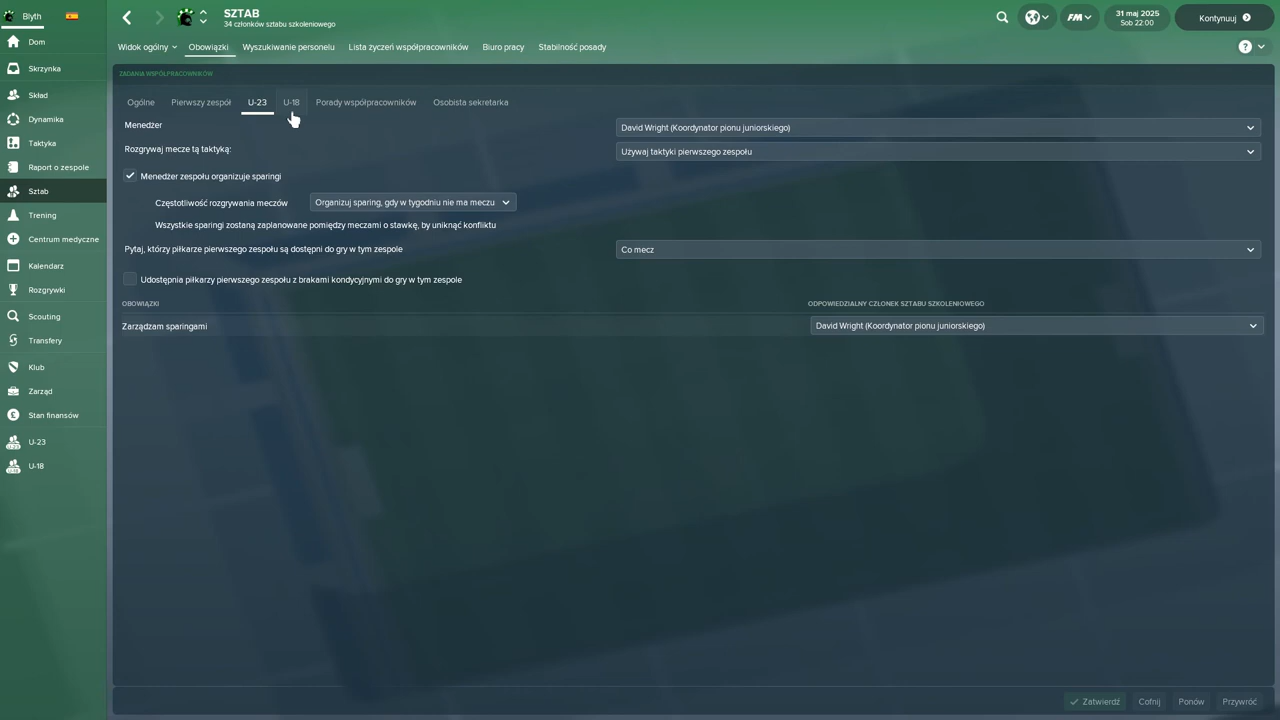 Blyth
SZTAB
34 członków sztabu szkoleniowego
FM
31 maj 2025
Sob 22:00
Kontynuuj
Dom
Skrzynka
Skład
Dynamika
Taktyka
Raport o zespole
Sztab
Trening
Centrum medyczne
Kalendarz
Rozgrywki
Scouting
Transfery
Klub
Zarząd
Stan finansów
U-23
U-18
Widok ogólny
Obowiązki
Wyszukiwanie personelu
Lista życzeń współpracowników
Biuro pracy
Stabilność posady
?
ZADANIA WSPÓŁPRACOWNIKÓW
Ogólne
Pierwszy zespół
U-23
U-18
Porady współpracowników
Osobista sekretarka
Menedżer
David Wright (Koordynator pionu juniorskiego)
Rozgrywaj mecze tą taktyką:
Używaj taktyki pierwszego zespołu
Menedżer zespołu organizuje sparingi
Częstotliwość rozgrywania meczów
Organizuj sparing, gdy w tygodniu nie ma meczu
Wszystkie sparingi zostaną zaplanowane pomiędzy meczami o stawkę, by uniknąć konfliktu
Pytaj, którzy piłkarze pierwszego zespołu są dostępni do gry w tym zespole
Co mecz
Udostępnia piłkarzy pierwszego zespołu z brakami kondycyjnymi do gry w tym zespole
OBOWIĄZKI
ODPOWIEDZIALNY CZŁONEK SZTABU SZKOLENIOWEGO
Zarządzam sparingami
David Wright (Koordynator pionu juniorskiego)
Zatwierdź
Cofnij
Ponów
Przywróć